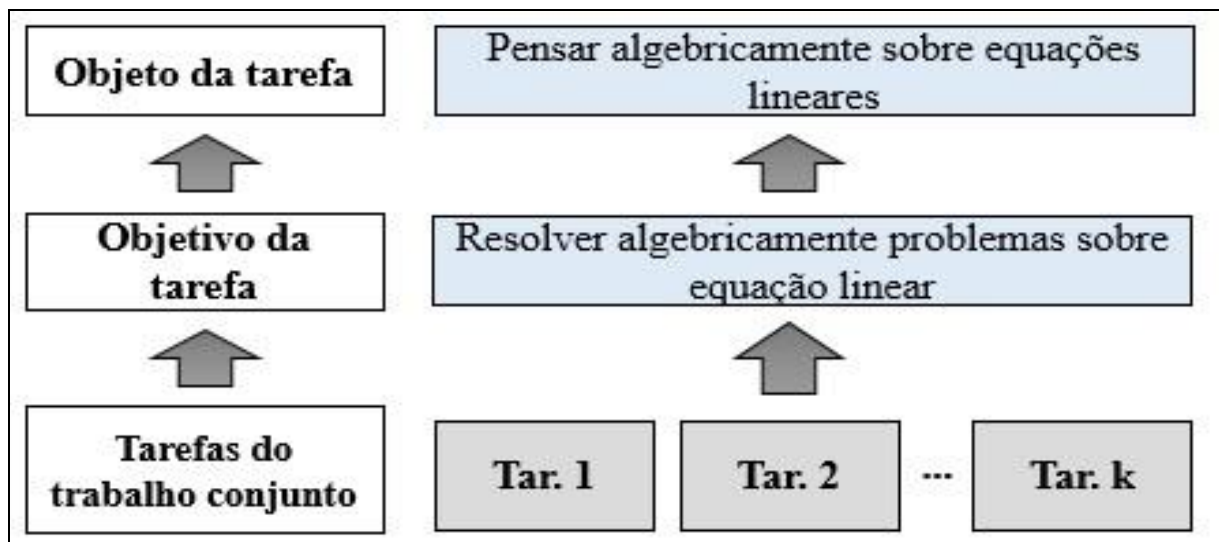 Objeto da tarefa
Pensar algebricamente sobre equações
lineares
Objetivo da
tarefa
Resolver algebricamente problemas sobre
equação linear
Tarefas do
trabalho conjunto
Tar. 1
Tar. 2
...
Tar. k